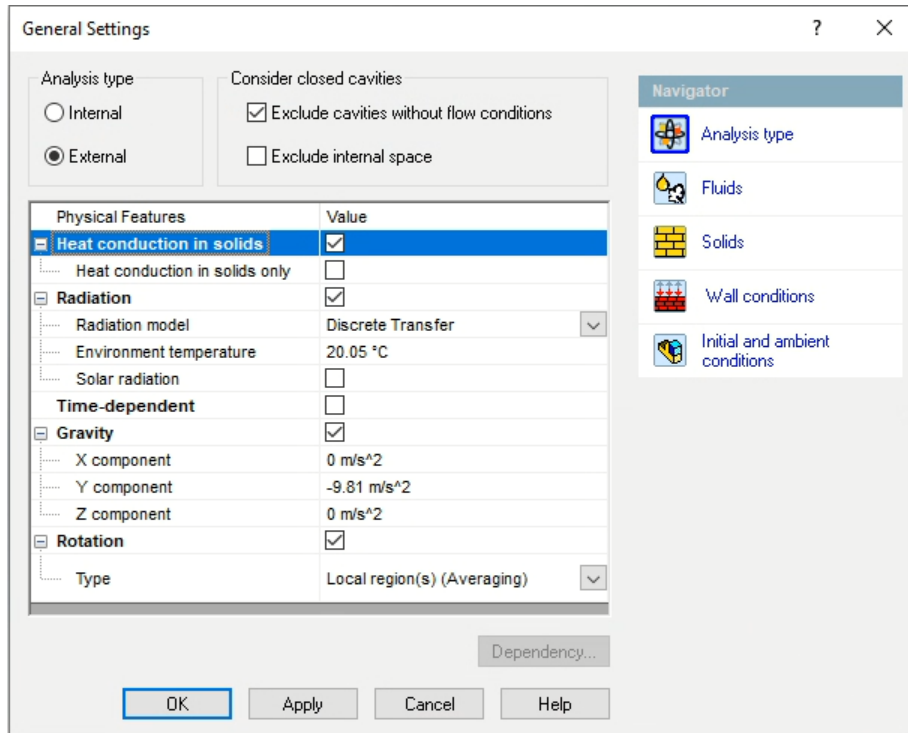 General Settings
Analysis type
Internal
External
Consider closed cavities
Exclude cavities without flow conditions
Exclude internal space
Physical Features Value
Heat conduction in solids
Heat conduction in solids only
Radiation
Radiation model Discrete Transfer
Environment temperature 20.05 °C
Solar radiation
Time-dependent
Gravity
X component 0 m/s^2
Y component -9.81 m/s^2
Z component 0 m/s^2
Rotation
Type Local region(s) (Averaging)
Dependency...
OK Apply Cancel Help
Navigator
Analysis type
Fluids
Solids
Wall conditions
Initial and ambient
conditions